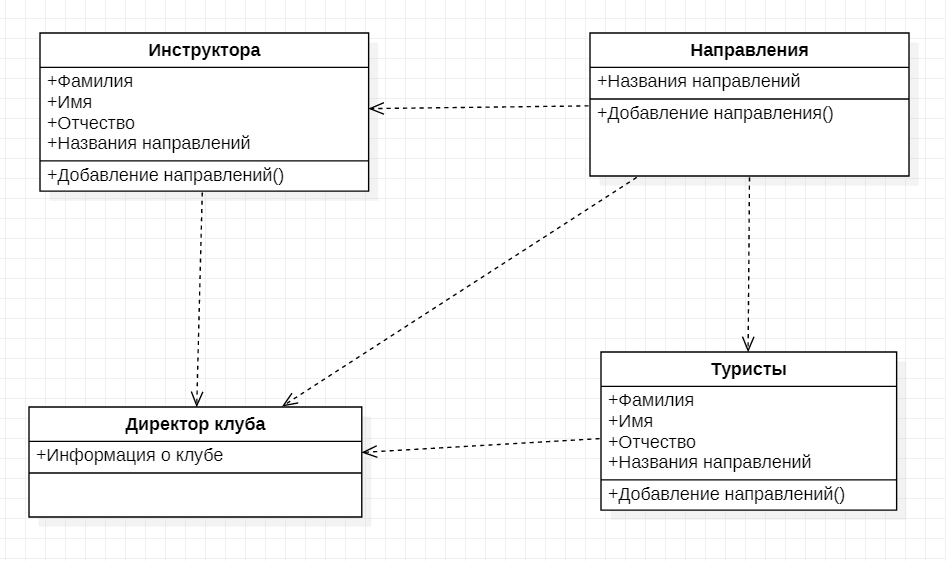 Инструктора
+Фамилия
+Имя
+Отчество
+Названия направлений
+Добавление направлений()
Направления
+Названия направлений
+Добавление направления()
Директор клуба
+Информация о клубе
Туристы
+Фамилия
+Имя
+Отчество
+Названия направлений
+Добавление направлений()